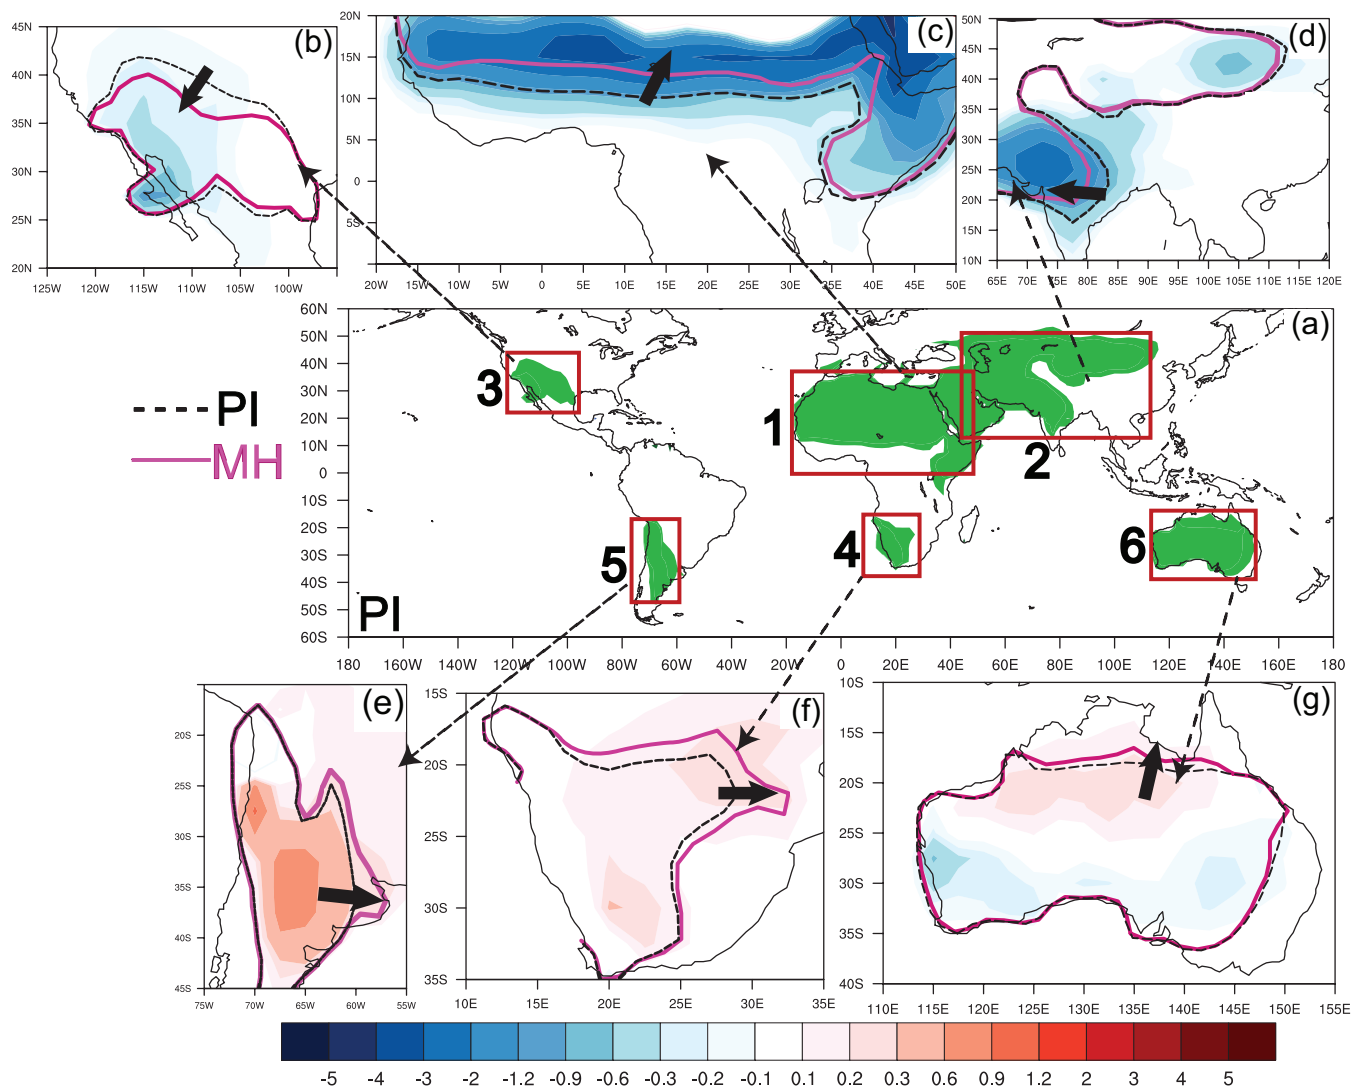 (b)
45N
40N
35N
30N
25N
20N
125W 120W 115W 110W 105W 100W
(c)
20N
15N
10N
5N
0
5S
20W 15W 10W 5W 0 5E 10E 15E 20E 25E 30E 35E 40E 45E 50E
(d)
50N
40N
30N
20N
10N
65E 70E 75E 80E 85E 90E 95E 100E 105E 110E 115E 120E
PI
MH
(a)
60N
50N
40N
30N
20N
10N
0
10S
20S
30S
40S
50S
60S
3
1
2
5
4
6
PI
180 160W 140W 120W 100W 80W 60W 40W 20W 0 20E 40E 60E 80E 100E 120E 140E 160E 180
(e)
20S
25S
30S
35S
40S
45S
75W 70W 65W 60W 55W
(f)
15S
20S
25S
30S
35S
10E 15E 20E 25E 30E 35E
(g)
10S
15S
20S
25S
30S
35S
40S
110E 115E 120E 125E 130E 135E 140E 145E 150E 155E
-5 -4 -3 -2 -1.2 -0.9 -0.6 -0.3 -0.2 -0.1 0.1 0.2 0.3 0.6 0.9 1.2 2 3 4 5